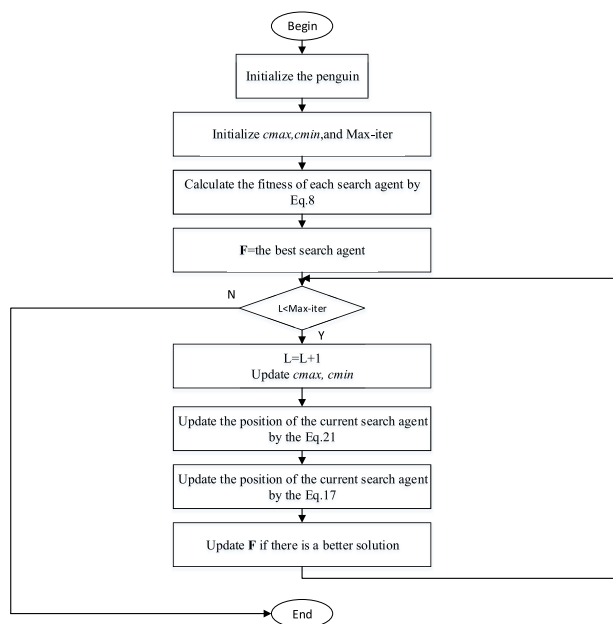 Begin
Initialize the penguin
Initialize cmax,cmin,and Max-iter
Calculate the fitness of each search agent by
Eq.8
F=the best search agent
N
L<Max-iter
Y
L=L+1
Update cmax, cmin
Update the position of the current search agent
by the Eq.21
Update the position of the current search agent
by the Eq.17
Update F if there is a better solution
End